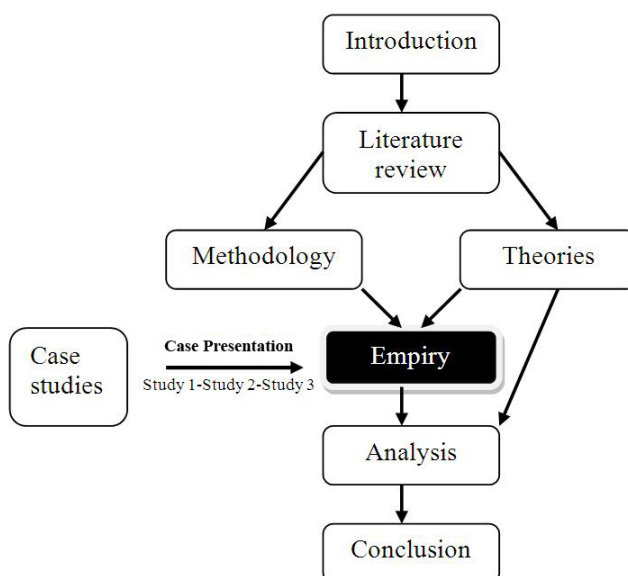 Introduction
Literature
review
Methodology
Theories
Case
studies
Case Presentation
Study 1-Study 2-Study 3
Empiry
Analysis
Conclusion